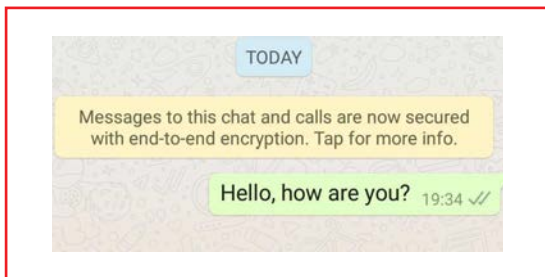 TODAY
Messages to this chat and calls are now secured
with end-to-end encryption. Tap for more info.
Hello, how are you? 19:34